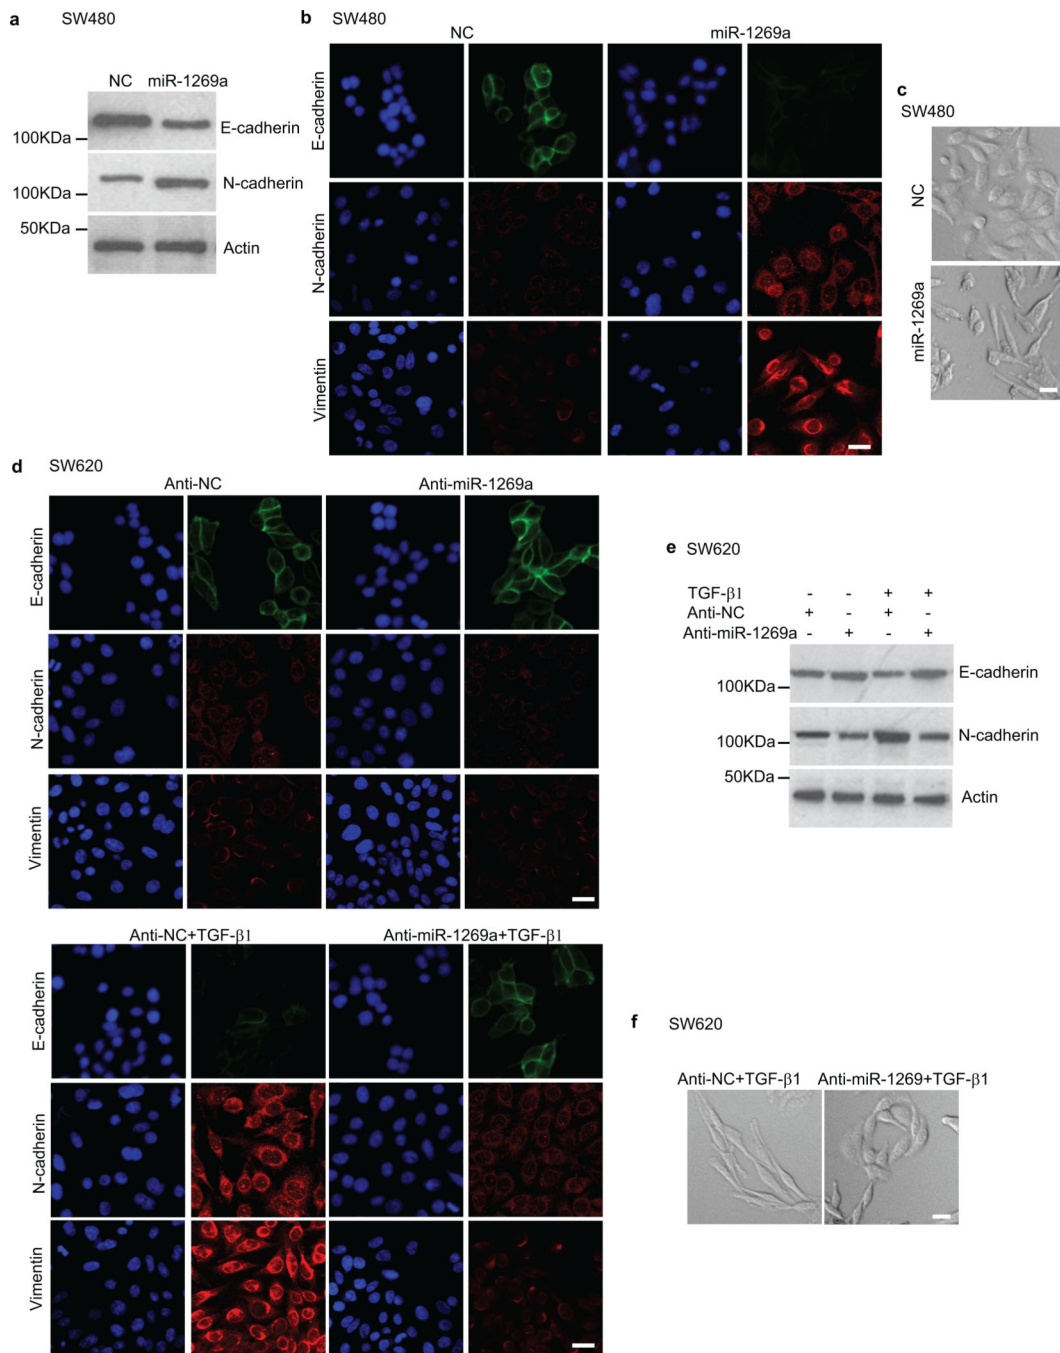 a SW480
NC miR-1269a
100KDa E-cadherin
100KDa N-cadherin
50KDa
Actin
b SW480
NC miR-1269a
E-cadherin
N-cadherin
Vimentin
c
SW480
NC
miR-1269a
d SW620
Anti-NC Anti-miR-1269a
E-cadherin
N-cadherin
Vimentin
Anti-NC+TGF-β1 Anti-miR-1269a+TGF-β1
E-cadherin
N-cadherin
Vimentin
e SW620
TGF-β1 - - + +
Anti-NC + - + -
Anti-miR-1269a - + - +
E-cadherin
100KDa
N-cadherin
100KDa
50KDa
Actin
f SW620
Anti-NC+TGF-β1 Anti-miR-1269+TGF-β1